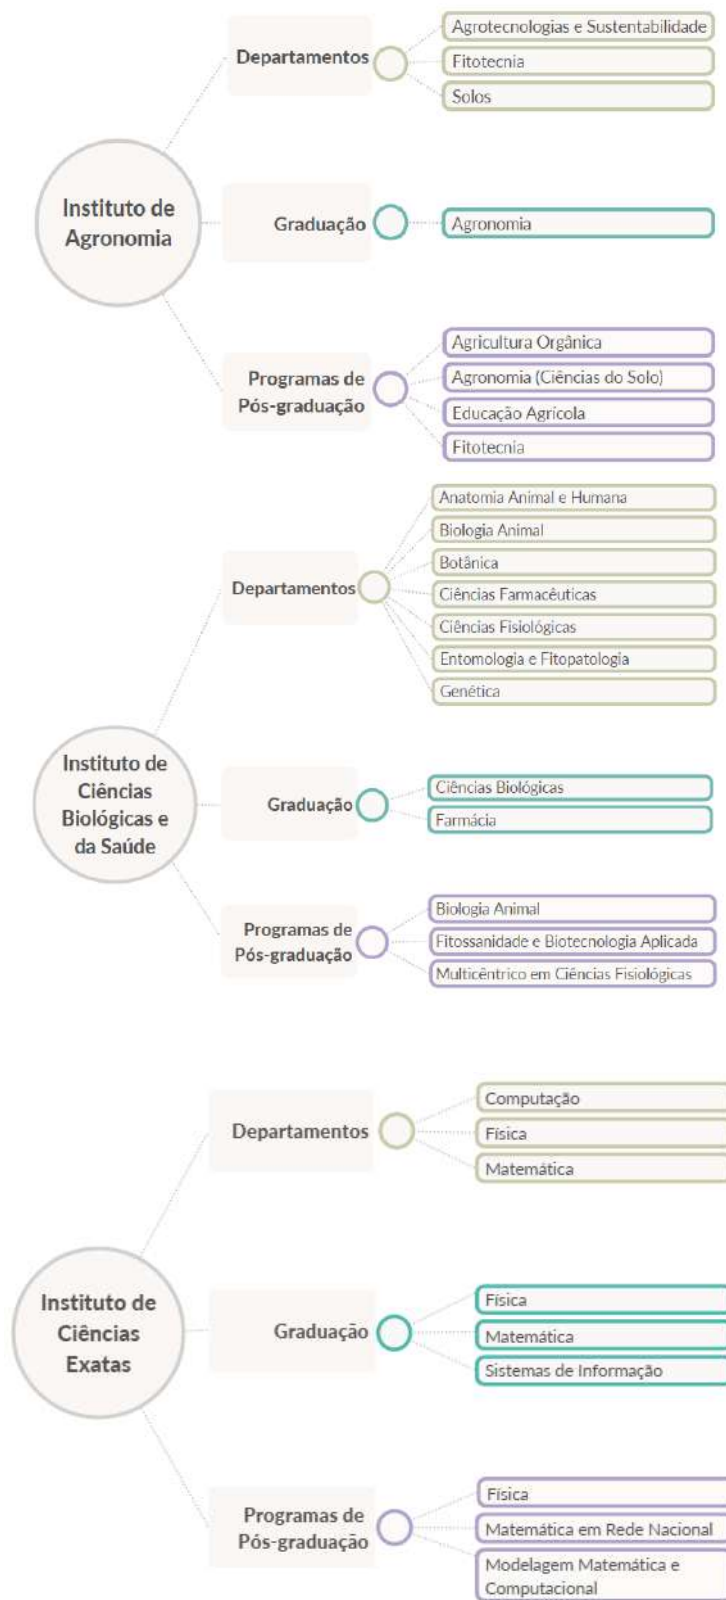 Instituto de
Agronomia
Departamentos
Agrotecnologias e Sustentabilidade
Fitotecnia
Solos
Graduação
Agronomia
Programas de
Pós-graduação
Agricultura Orgânica
Agronomia (Ciências do Solo)
Educação Agrícola
Fitotecnia
Instituto de
Ciências
Biológicas e
da Saúde
Departamentos
Anatomia Animal e Humana
Biologia Animal
Botânica
Ciências Farmacêuticas
Ciências Fisiológicas
Entomologia e Fitopatologia
Genética
Graduação
Ciências Biológicas
Farmácia
Programas de
Pós-graduação
Biologia Animal
Fitossanidade e Biotecnologia Aplicada
Multicêntrico em Ciências Fisiológicas
Instituto de
Ciências
Exatas
Departamentos
Computação
Física
Matemática
Graduação
Física
Matemática
Sistemas de Informação
Programas de
Pós-graduação
Física
Matemática em Rede Nacional
Modelagem Matemática e
Computacional